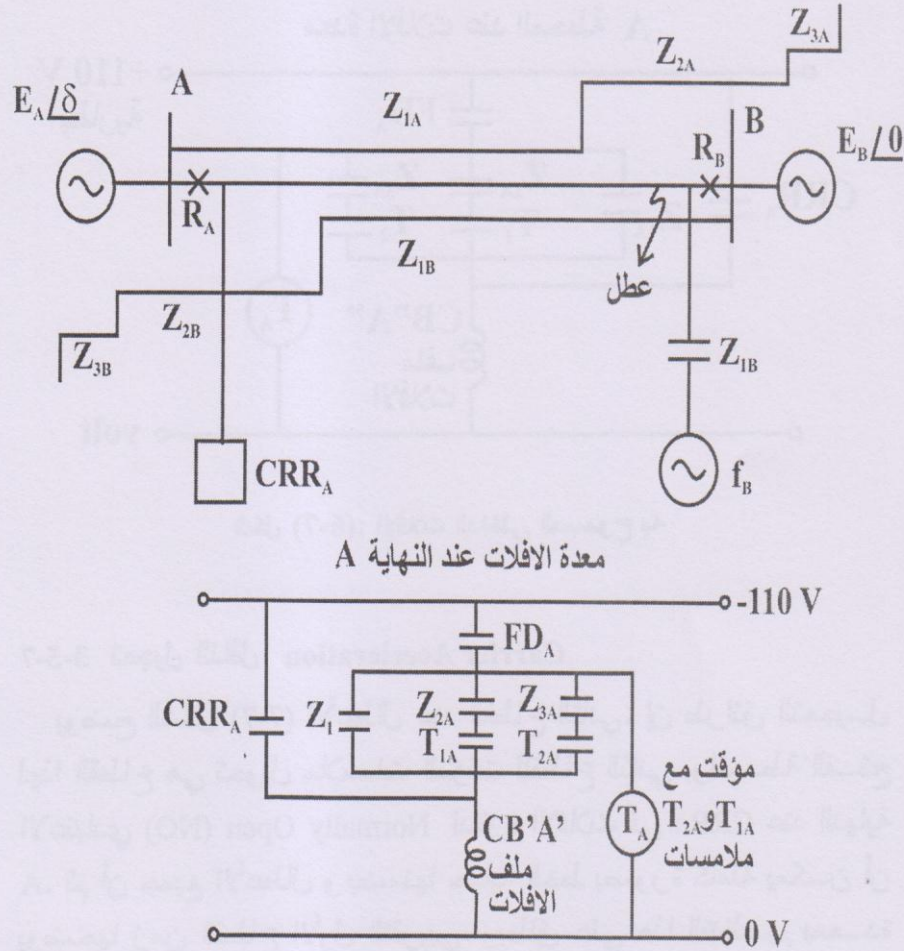 Z3A
Z2A
A
Z1A
B
EA/δ
RB
EB/0
RA
Z1B
عطل
Z2B
Z1B
Z3B
CRRA
fB
معدة الافلات عند النهاية A
-110 V
FDA
CRRA
Z1
Z2A
Z3A
T1A
T2A
مؤقت مع
TA
T1A و T2A
ملامسات
CB'A'
ملف
الافلات
0 V